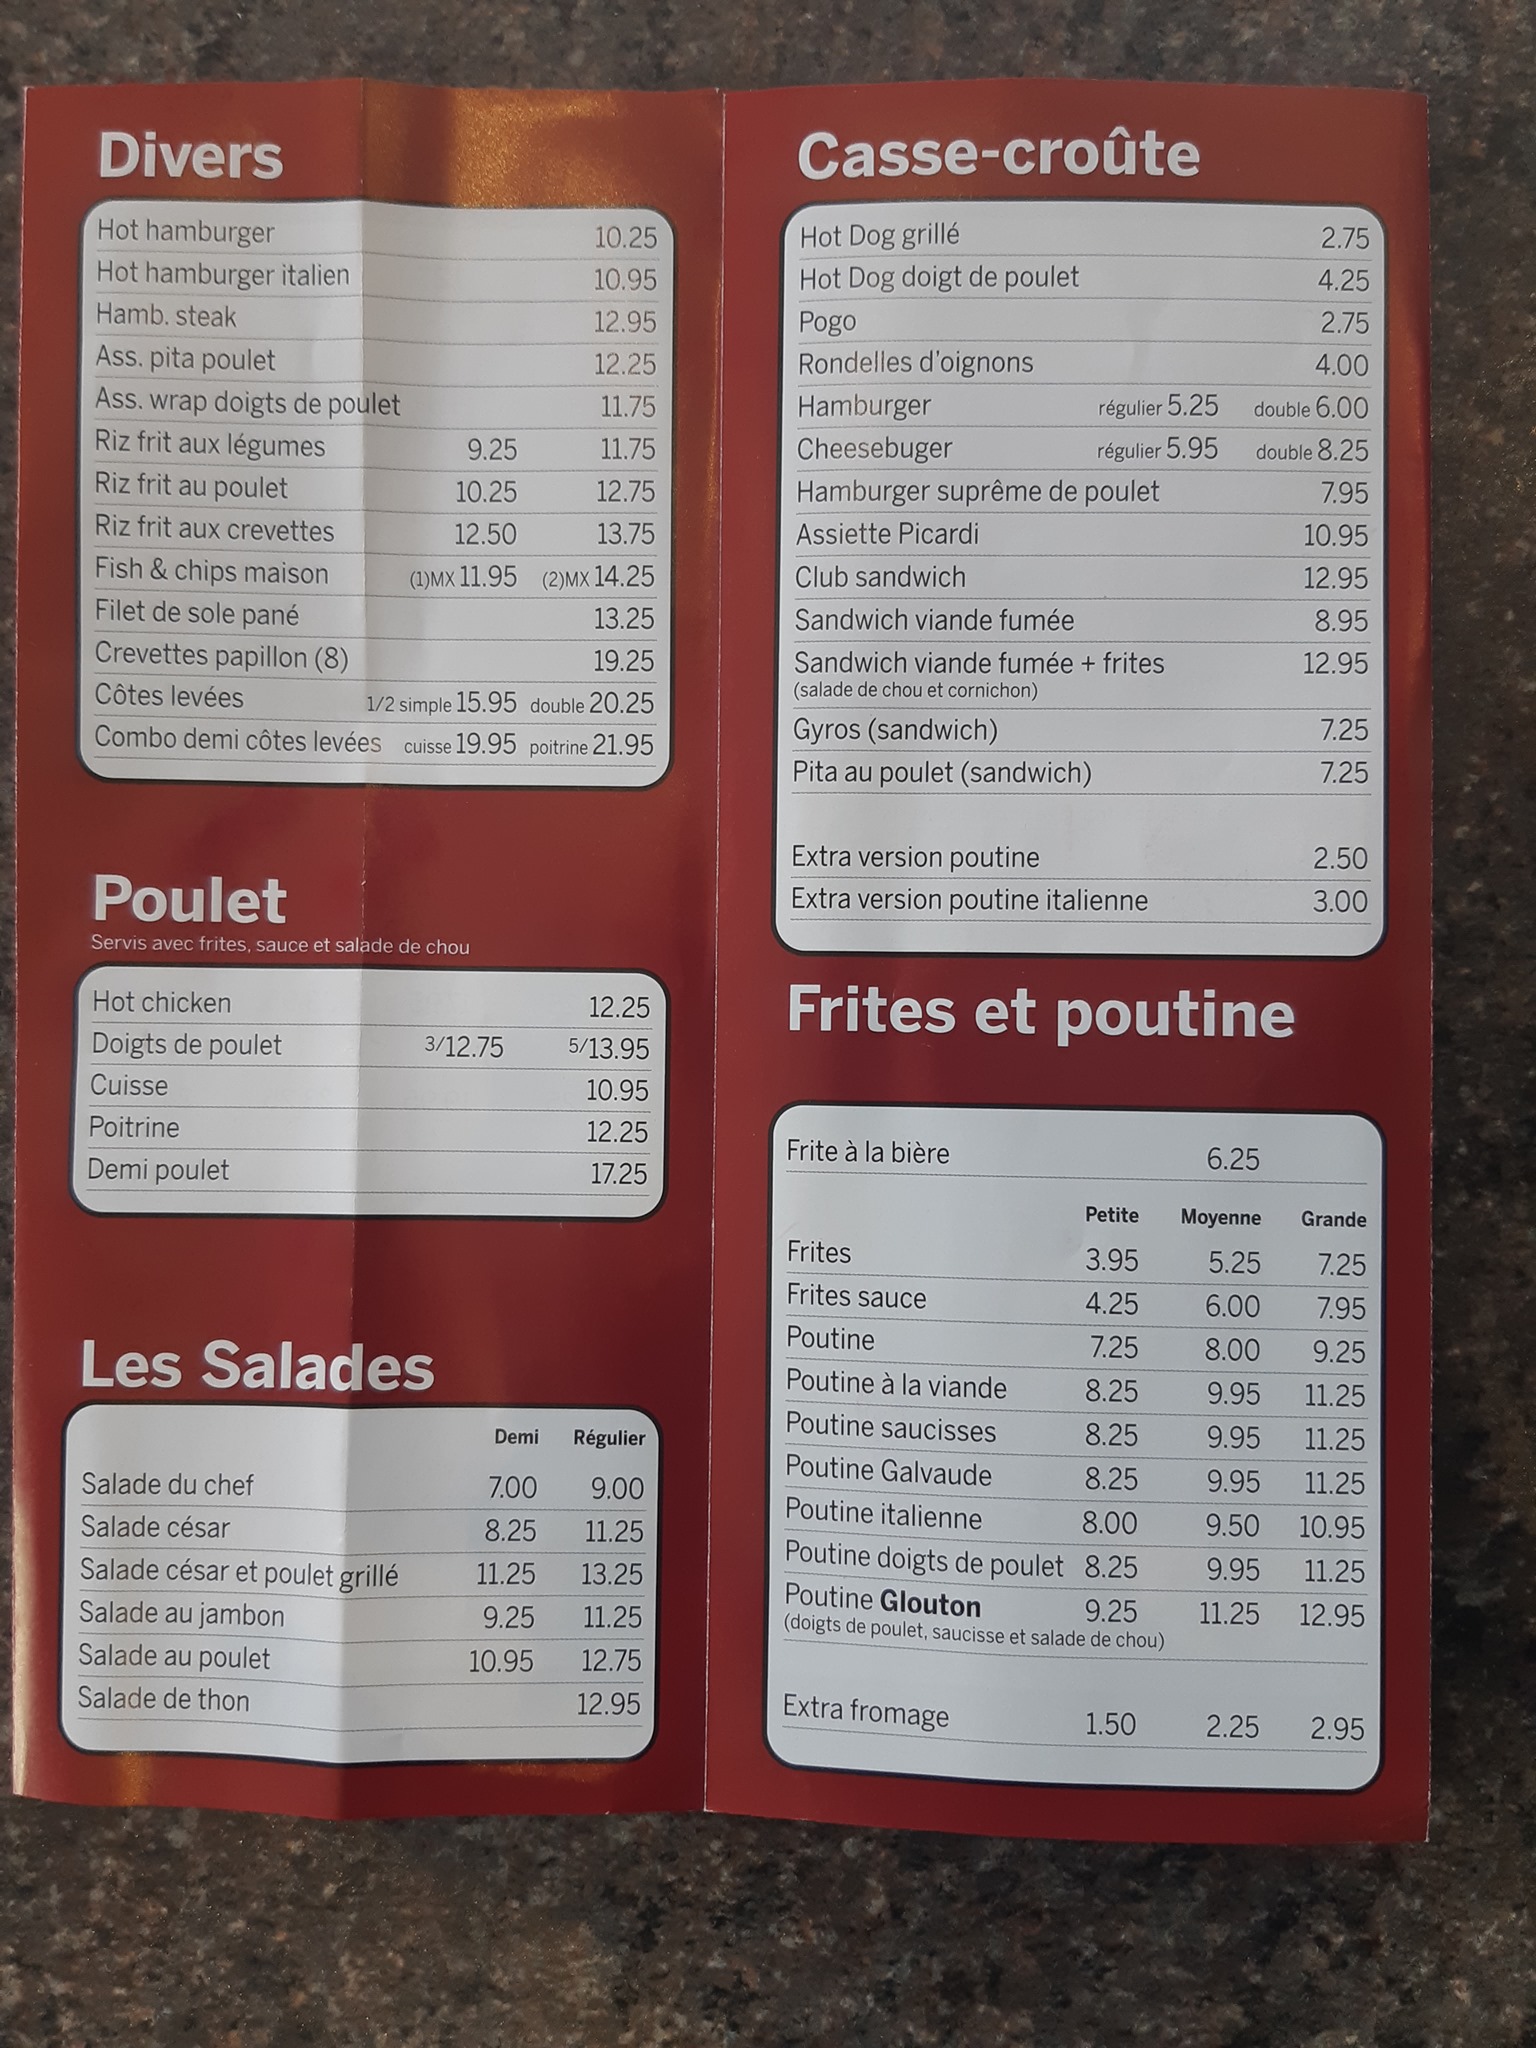 Divers
Hot hamburger 10.25
Hot hamburger italien 10.95
Hamb. steak 12.95
Ass. pita poulet 12.25
Ass. wrap doigts de poulet 11.75
Riz frit aux légumes 9.25 11.75
Riz frit au poulet 10.25 12.75
Riz frit aux crevettes 12.50 13.75
Fish & chips maison (1)MX 11.95 (2)MX 14.25
Filet de sole pané 13.25
Crevettes papillon (8) 19.25
Côtes levées 1/2 simple 15.95 double 20.25
Combo demi côtes levées cuisse 19.95 poitrine 21.95
Poulet
Servis avec frites, sauce et salade de chou
Hot chicken 12.25
Doigts de poulet 3/12.75 5/13.95
Cuisse 10.95
Poitrine 12.25
Demi poulet 17.25
Les Salades
Demi Régulier
Salade du chef 7.00 9.00
Salade césar 8.25 11.25
Salade césar et poulet grillé 11.25 13.25
Salade au jambon 9.25 11.25
Salade au poulet 10.95 12.75
Salade de thon 12.95
Casse-croûte
Hot Dog grillé 2.75
Hot Dog doigt de poulet 4.25
Pogo 2.75
Rondelles d'oignons 4.00
Hamburger régulier 5.25 double 6.00
Cheesebuger régulier 5.95 double 8.25
Hamburger suprême de poulet 7.95
Assiette Picardi 10.95
Club sandwich 12.95
Sandwich viande fumée 8.95
Sandwich viande fumée + frites 12.95
(salade de chou et cornichon)
Gyros (sandwich) 7.25
Pita au poulet (sandwich) 7.25
Extra version poutine 2.50
Extra version poutine italienne 3.00
Frites et poutine
Frite à la bière 6.25
Petite Moyenne Grande
Frites 3.95 5.25 7.25
Frites sauce 4.25 6.00 7.95
Poutine 7.25 8.00 9.25
Poutine à la viande 8.25 9.95 11.25
Poutine saucisses 8.25 9.95 11.25
Poutine Galvaude 8.25 9.95 11.25
Poutine italienne 8.00 9.50 10.95
Poutine doigts de poulet 8.25 9.95 11.25
Poutine Glouton 9.25 11.25 12.95
(doigts de poulet, saucisse et salade de chou)
Extra fromage 1.50 2.25 2.95